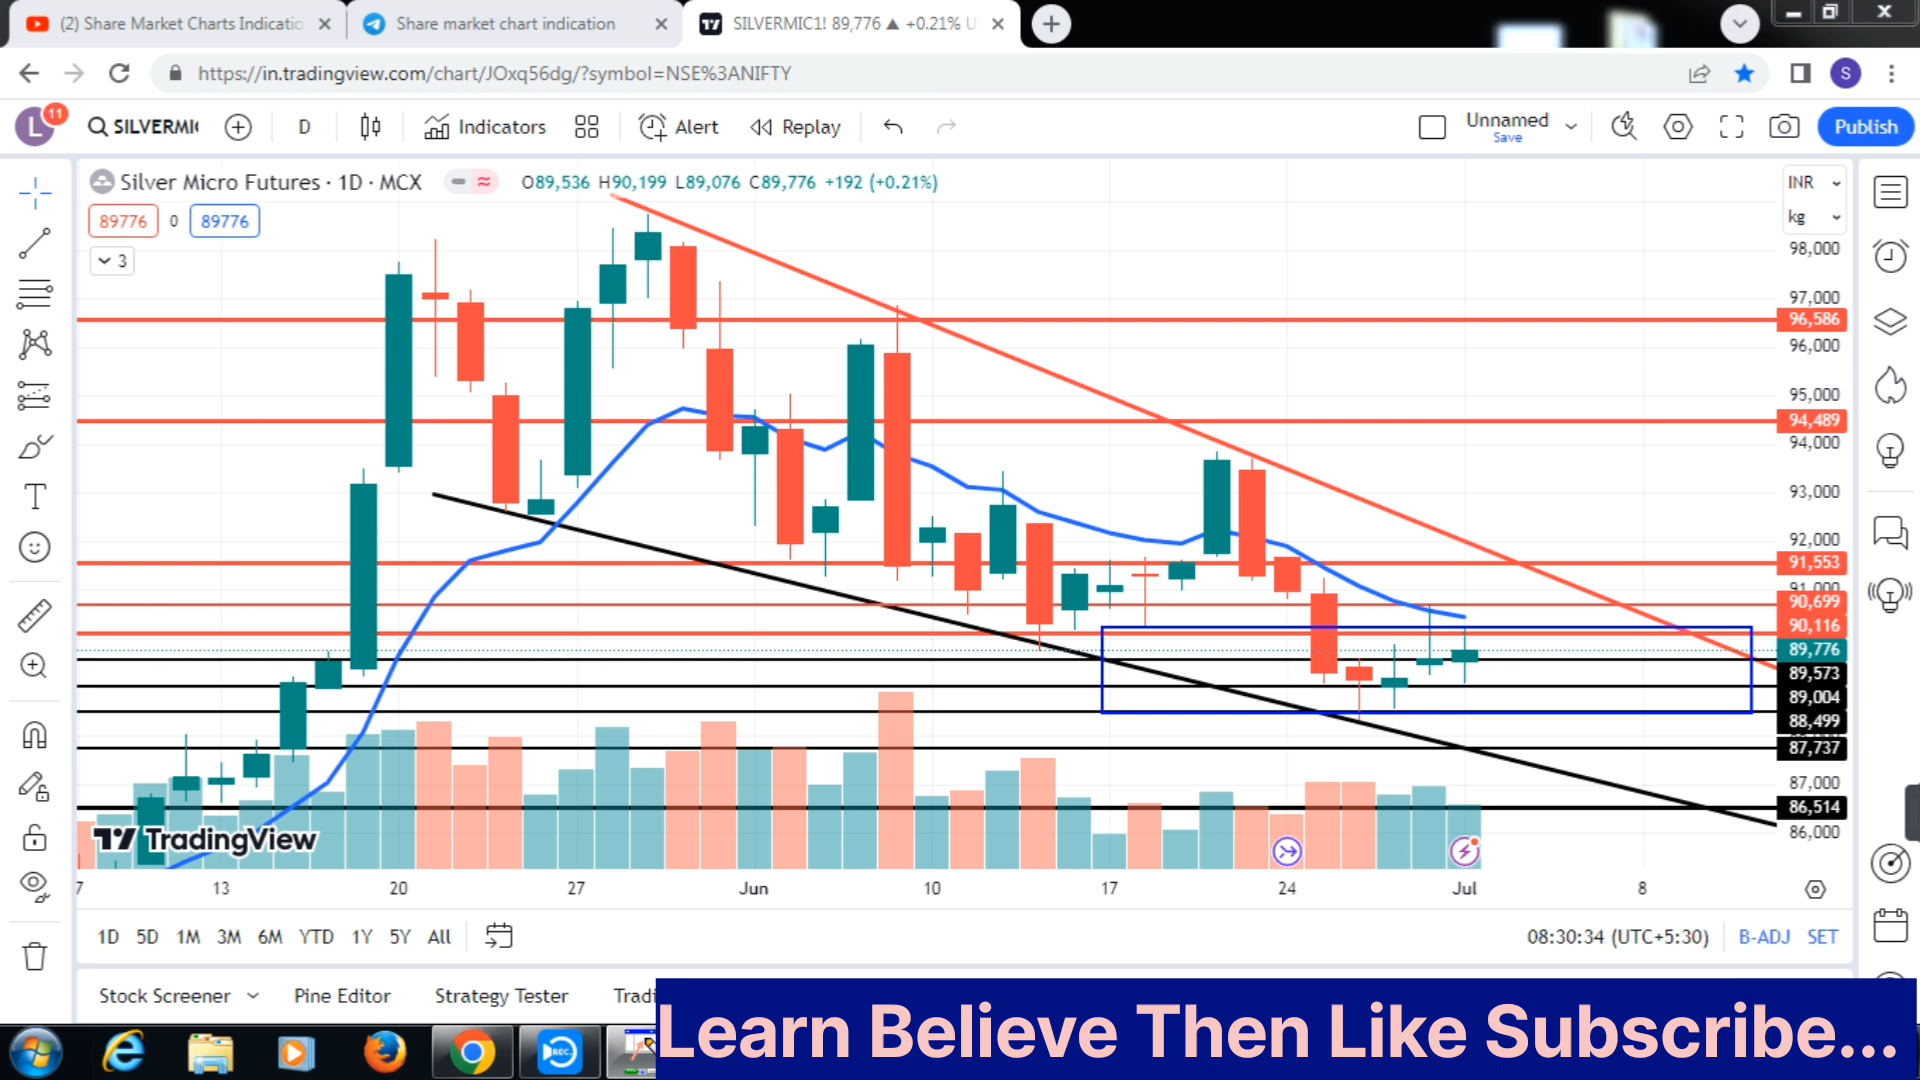 (2) Share Market Charts Indicatio
Share market chart indication
SILVERMIC1! 89,776 ▲ +0.21% U
https://in.tradingview.com/chart/JOxq56dg/?symbol=NSE%3ANIFTY
S
L
11
SILVERMIC
D
Indicators
Alert
Replay
Unnamed
Save
Publish
Silver Micro Futures · 1D · MCX
O89,536 H90,199 L89,076 C89,776 +192 (+0.21%)
89776
0
89776
3
INR
kg
98,000
97,000
96,586
96,000
95,000
94,489
94,000
93,000
92,000
91,553
91,000
90,699
90,116
89,776
89,573
89,004
88,499
87,737
87,000
86,514
86,000
TradingView
7
13
20
27
Jun
10
17
24
Jul
8
1D 5D 1M 3M 6M YTD 1Y 5Y All
08:30:34 (UTC+5:30)
B-ADJ
SET
Stock Screener
Pine Editor
Strategy Tester
Tradi
REC
Learn Believe Then Like Subscribe...